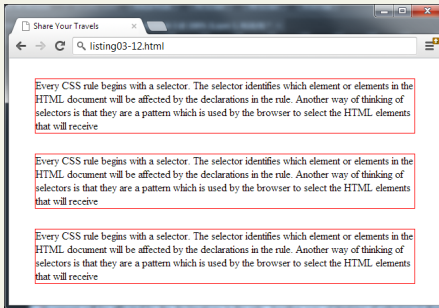 Share Your Travels
listing03-12.html
Every CSS rule begins with a selector. The selector identifies which element or elements in the
HTML document will be affected by the declarations in the rule. Another way of thinking of
selectors is that they are a pattern which is used by the browser to select the HTML elements
that will receive
Every CSS rule begins with a selector. The selector identifies which element or elements in the
HTML document will be affected by the declarations in the rule. Another way of thinking of
selectors is that they are a pattern which is used by the browser to select the HTML elements
that will receive
Every CSS rule begins with a selector. The selector identifies which element or elements in the
HTML document will be affected by the declarations in the rule. Another way of thinking of
selectors is that they are a pattern which is used by the browser to select the HTML elements
that will receive